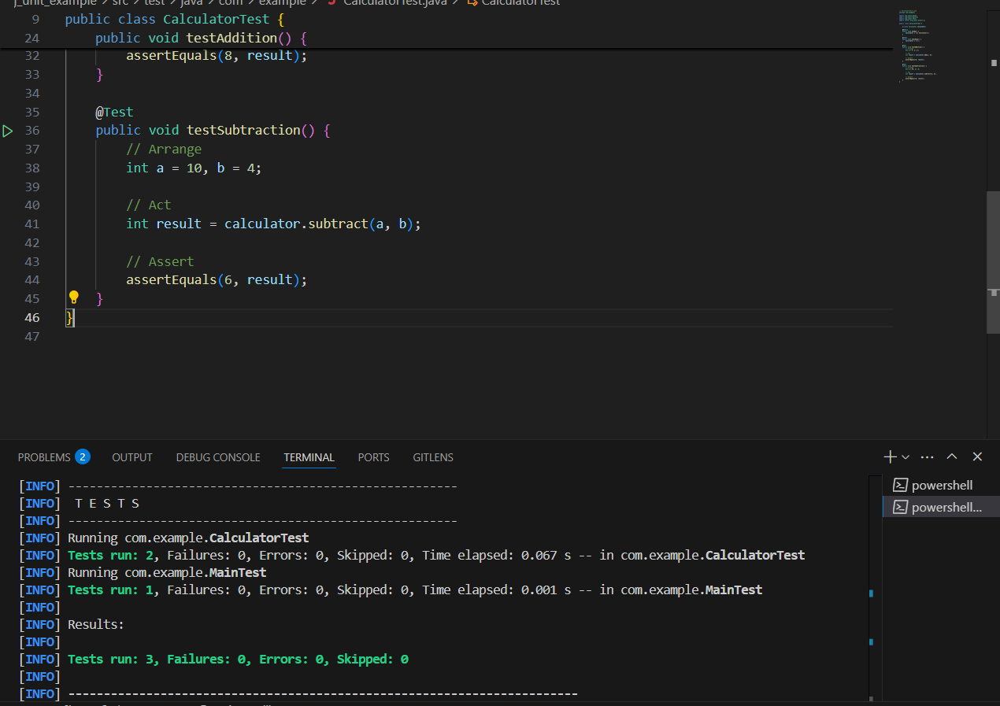 j_unit_example > src > test > java > com > example > CalculatorTest.java > CalculatorTest
9 public class CalculatorTest {
24 public void testAddition() {
32 assertEquals(8, result);
33 }
34
35 @Test
36 public void testSubtraction() {
37 // Arrange
38 int a = 10, b = 4;
39
40 // Act
41 int result = calculator.subtract(a, b);
42
43 // Assert
44 assertEquals(6, result);
45 }
46 }
47
PROBLEMS 2 OUTPUT DEBUG CONSOLE TERMINAL PORTS GITLENS
powershell
powershell...
[INFO] -------------------------------------------------------
[INFO]  T E S T S
[INFO] -------------------------------------------------------
[INFO] Running com.example.CalculatorTest
[INFO] Tests run: 2, Failures: 0, Errors: 0, Skipped: 0, Time elapsed: 0.067 s -- in com.example.CalculatorTest
[INFO] Running com.example.MainTest
[INFO] Tests run: 1, Failures: 0, Errors: 0, Skipped: 0, Time elapsed: 0.001 s -- in com.example.MainTest
[INFO]
[INFO] Results:
[INFO]
[INFO] Tests run: 3, Failures: 0, Errors: 0, Skipped: 0
[INFO]
[INFO] ------------------------------------------------------------------------